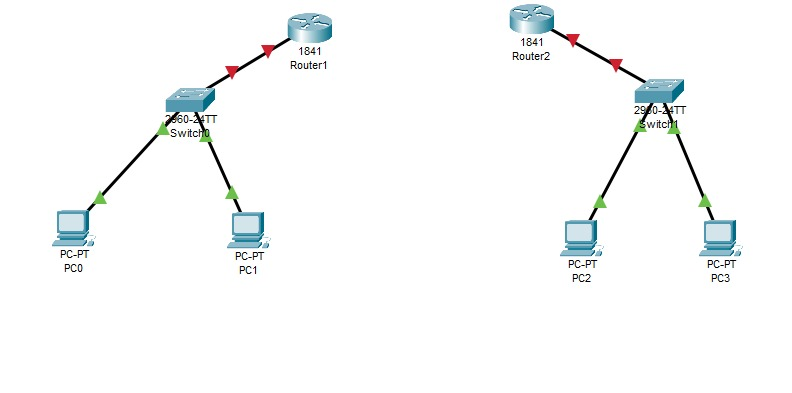 1841
Router1
2960-24TT
Switch0
PC-PT
PC0
PC-PT
PC1
1841
Router2
2960-24TT
Switch1
PC-PT
PC2
PC-PT
PC3